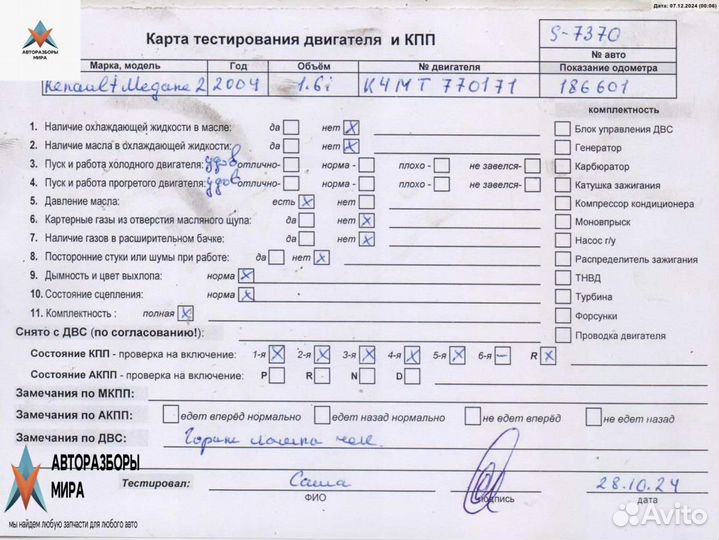 Дата: 07.12.2024 (00:06)
АВТОРАЗБОРЫ
МИРА
Карта тестирования двигателя и КПП
S-7370
№ авто
Марка, модель Год Объём № двигателя Показание одометра
Renault Megane 2 2004 1.6i K4MT 770171 186601
комплектность
1. Наличие охлаждающей жидкости в масле: да нет X Блок управления ДВС
2. Наличие масла в охлаждающей жидкости: да нет X Генератор
3. Пуск и работа холодного двигателя: удов отлично- норма - плохо - не завелся- Карбюратор
4. Пуск и работа прогретого двигателя: удов отлично- норма - плохо - не завелся- Катушка зажигания
5. Давление масла: есть X нет Компрессор кондиционера
6. Картерные газы из отверстия масляного щупа: да нет X Моновпрыск
7. Наличие газов в расширительном бачке: да нет X Насос г/у
8. Посторонние стуки или шумы при работе: да нет X Распределитель зажигания
9. Дымность и цвет выхлопа: норма X ТНВД
10. Состояние сцепления: норма X Турбина
11. Комплектность : полная X Форсунки
Снято с ДВС (по согласованию!): Проводка двигателя
Состояние КПП - проверка на включение: 1-я X 2-я X 3-я X 4-я X 5-я X 6-я — R X
Состояние АКПП - проверка на включение: P R N D
Замечания по МКПП:
Замечания по АКПП: едет вперёд нормально едет назад нормально не едет вперёд не едет назад
Замечания по ДВС:
АВТОРАЗБОРЫ
МИРА
мы найдем любую запчасти для любого авто
Тестировал: Саша 28.10.24
ФИО подпись дата
Avito